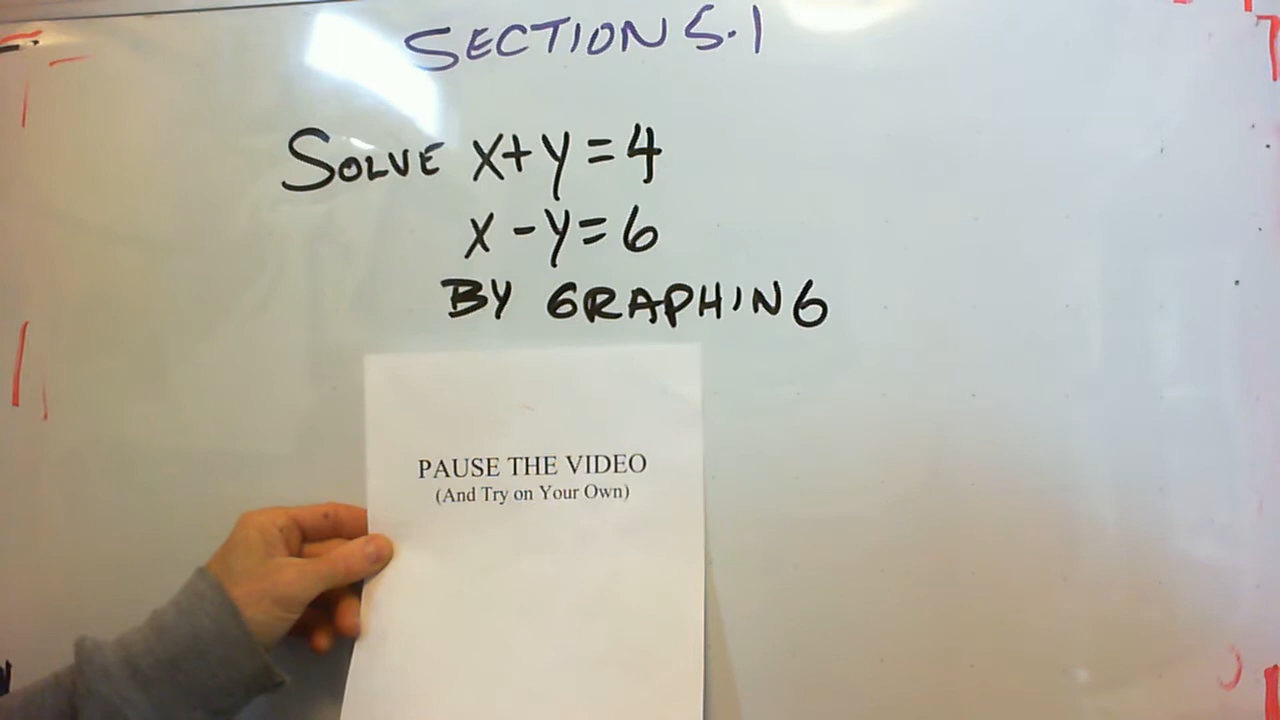 SECTION 5.1
SOLVE x+y=4
x-y=6
BY GRAPHING
PAUSE THE VIDEO
(And Try on Your Own)